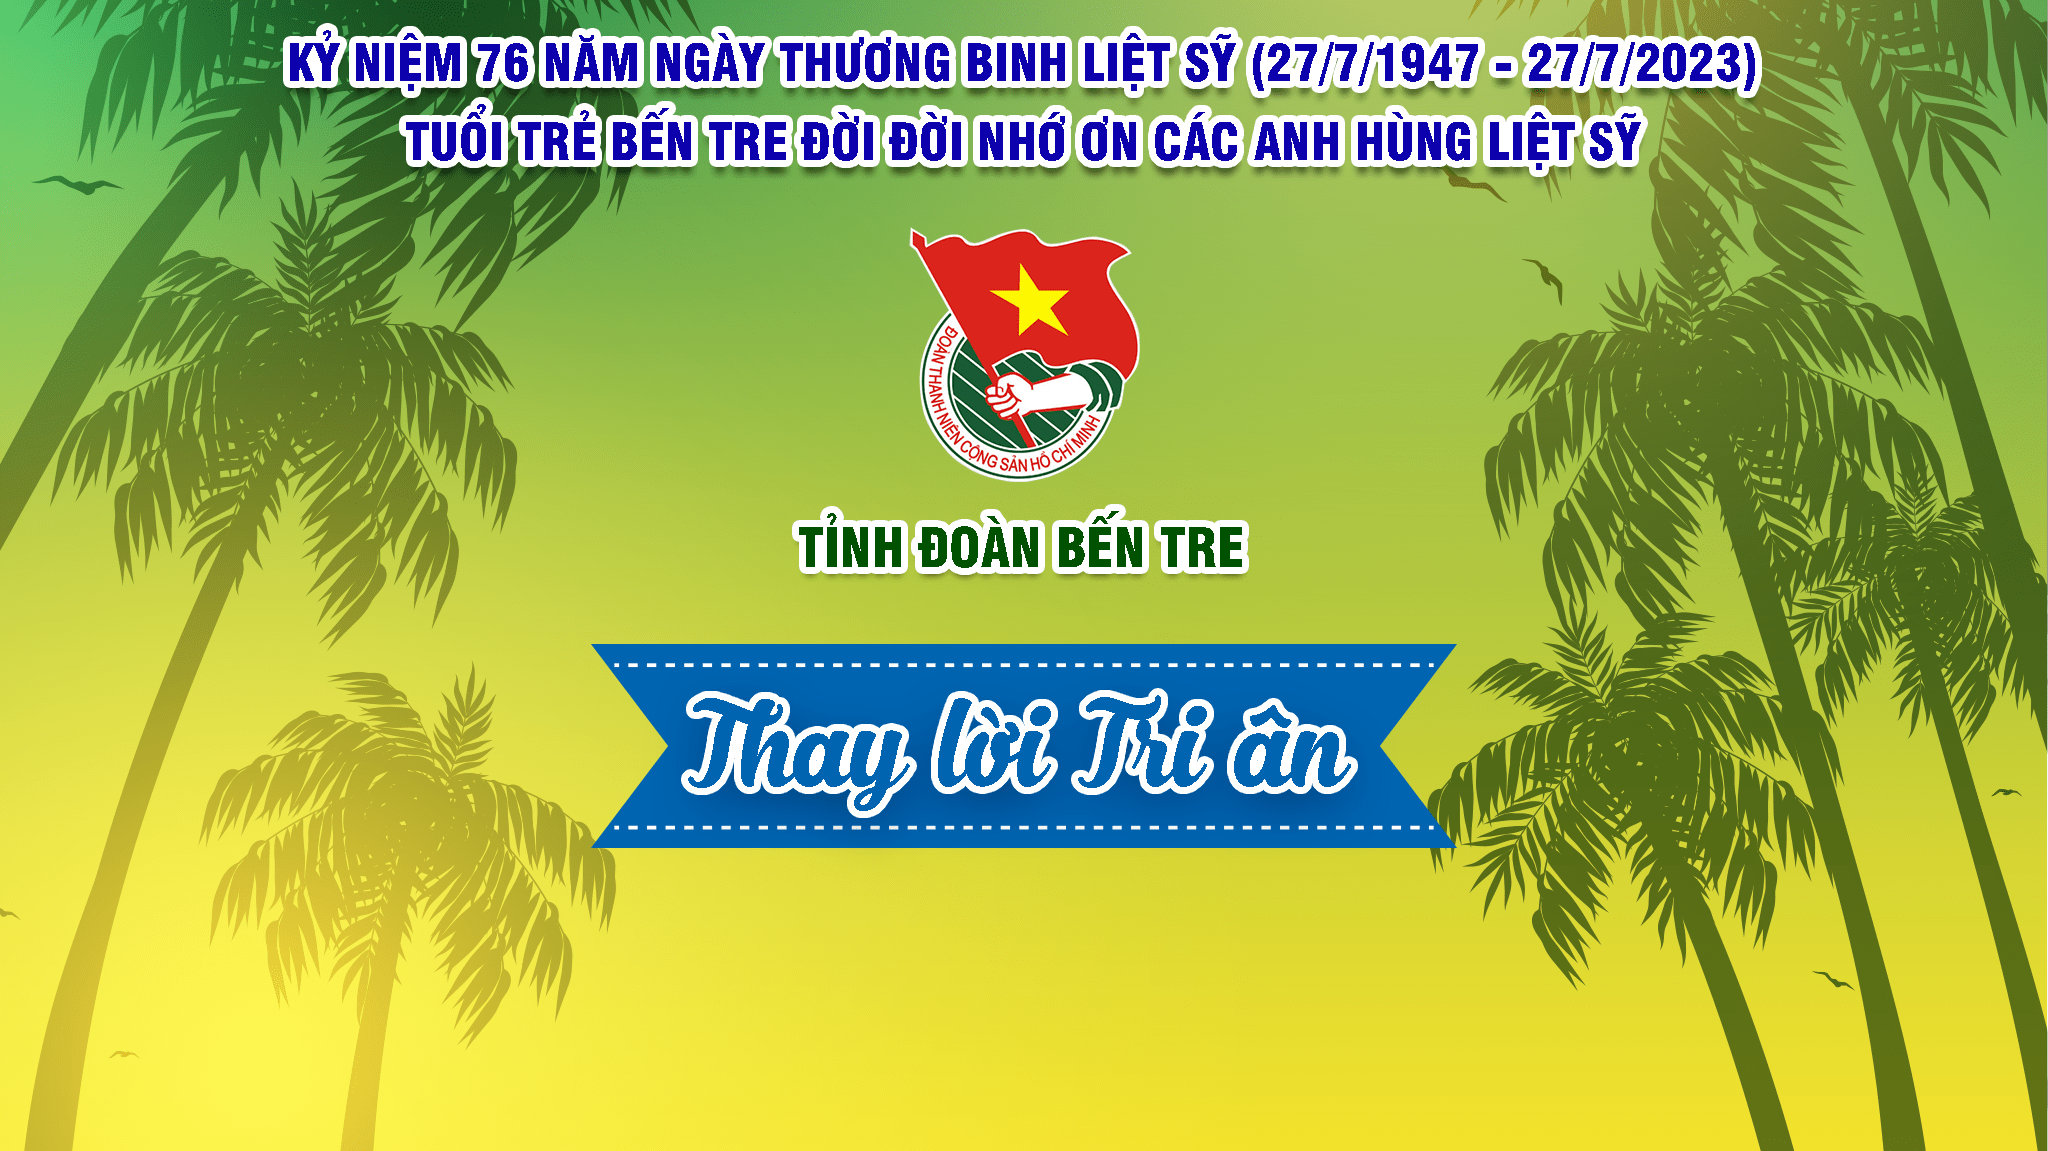 KỶ NIỆM 76 NĂM NGÀY THƯƠNG BINH LIỆT SỸ (27/7/1947 - 27/7/2023)
TUỔI TRẺ BẾN TRE ĐỜI ĐỜI NHỚ ƠN CÁC ANH HÙNG LIỆT SỸ
ĐOÀN THANH NIÊN CỘNG SẢN HỒ CHÍ MINH
TỈNH ĐOÀN BẾN TRE
Thay lời Tri ân